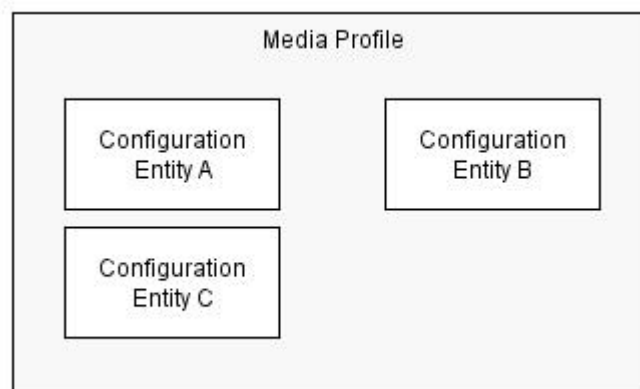 Media Profile
Configuration
Entity A
Configuration
Entity B
Configuration
Entity C